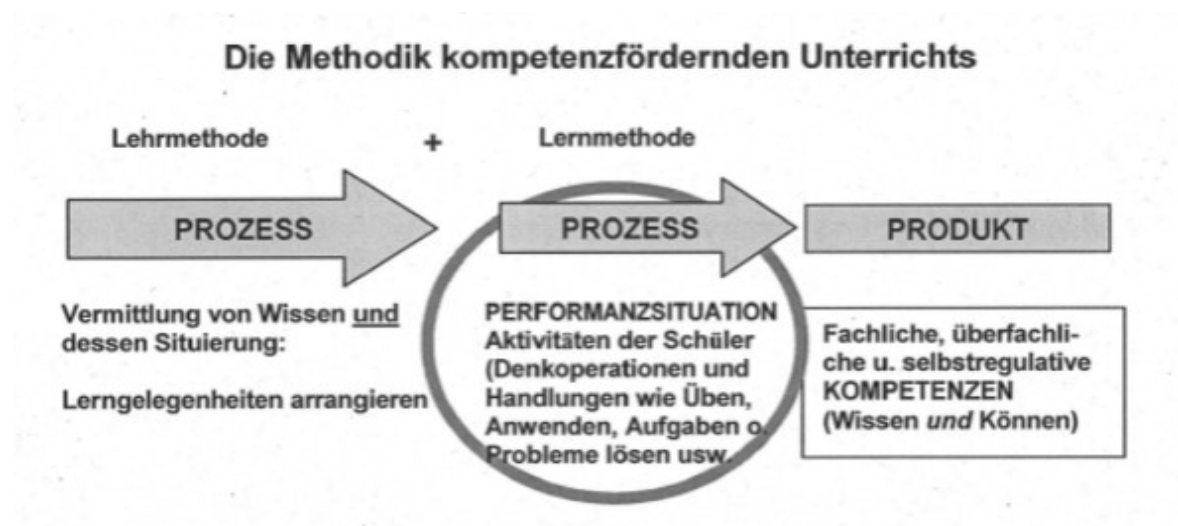 Die Methodik kompetenzfördernden Unterrichts
Lehrmethode + Lernmethode
PROZESS PROZESS PRODUKT
Vermittlung von Wissen und
dessen Situierung:
Lerngelegenheiten arrangieren
PERFORMANZSITUATION
Aktivitäten der Schüler
(Denkoperationen und
Handlungen wie Üben,
Anwenden, Aufgaben o.
Probleme lösen usw.
Fachliche, überfachli-
che u. selbstregulative
KOMPETENZEN
(Wissen und Können)